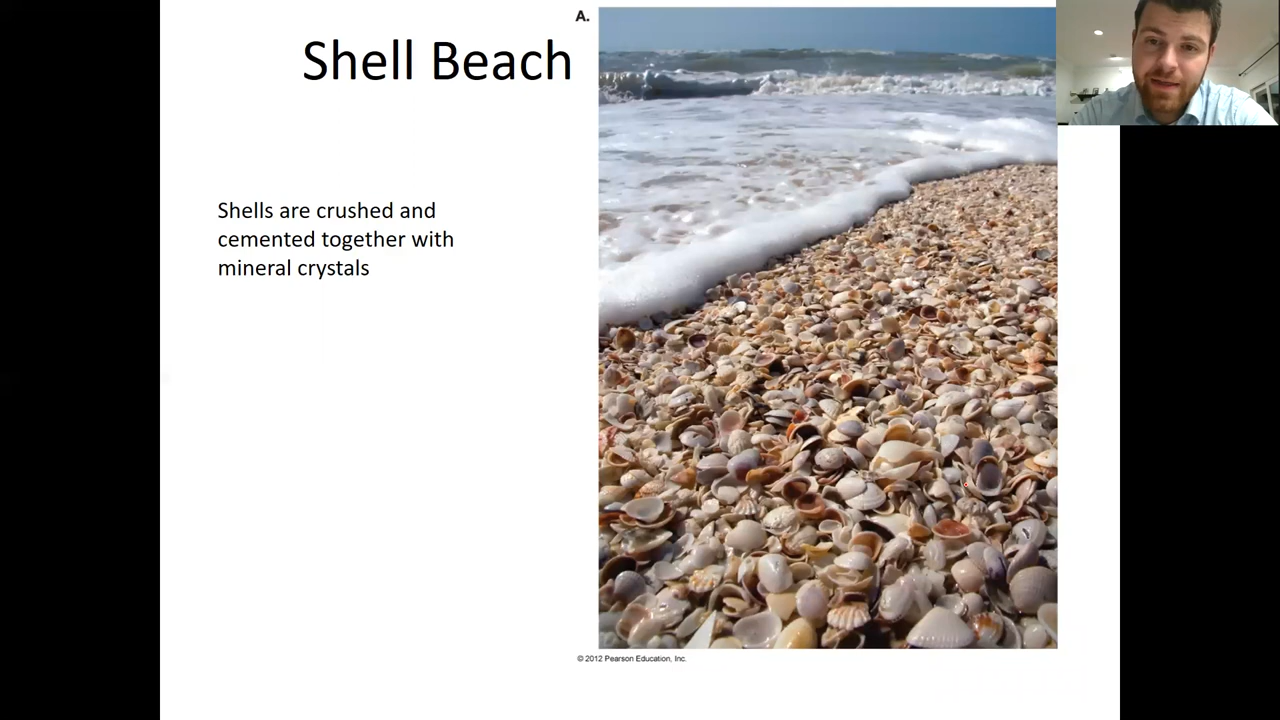 A.
Shell Beach
Shells are crushed and
cemented together with
mineral crystals
© 2012 Pearson Education, Inc.